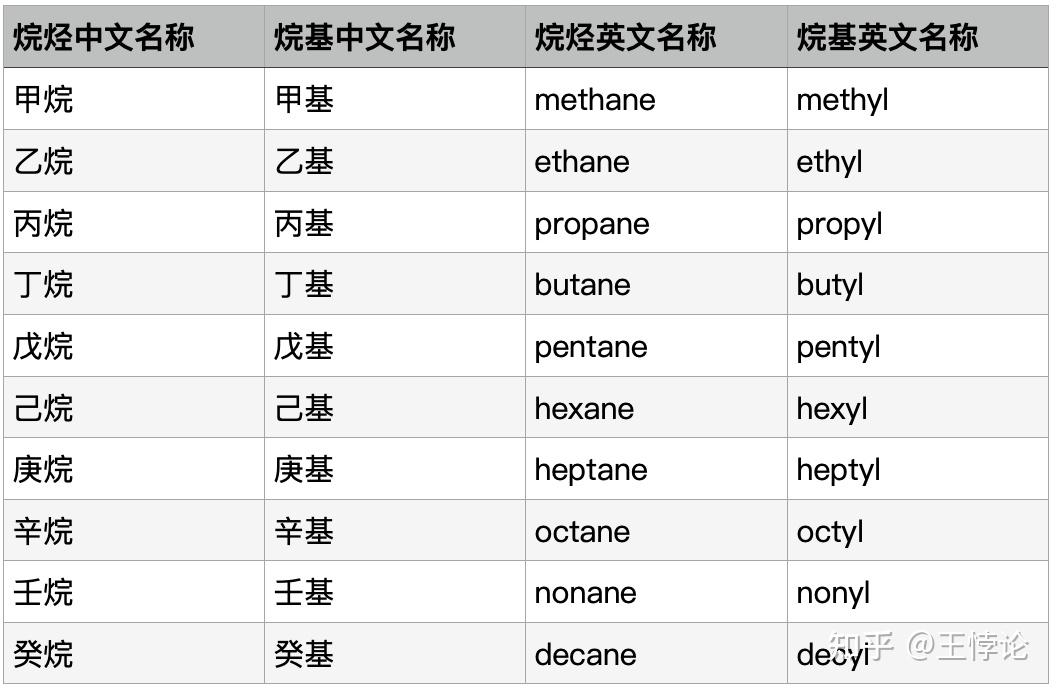 烷烃中文名称 烷基中文名称 烷烃英文名称 烷基英文名称
甲烷 甲基 methane methyl
乙烷 乙基 ethane ethyl
丙烷 丙基 propane propyl
丁烷 丁基 butane butyl
戊烷 戊基 pentane pentyl
己烷 己基 hexane hexyl
庚烷 庚基 heptane heptyl
辛烷 辛基 octane octyl
壬烷 壬基 nonane nonyl
癸烷 癸基 decane decyl
知乎 @王悖论